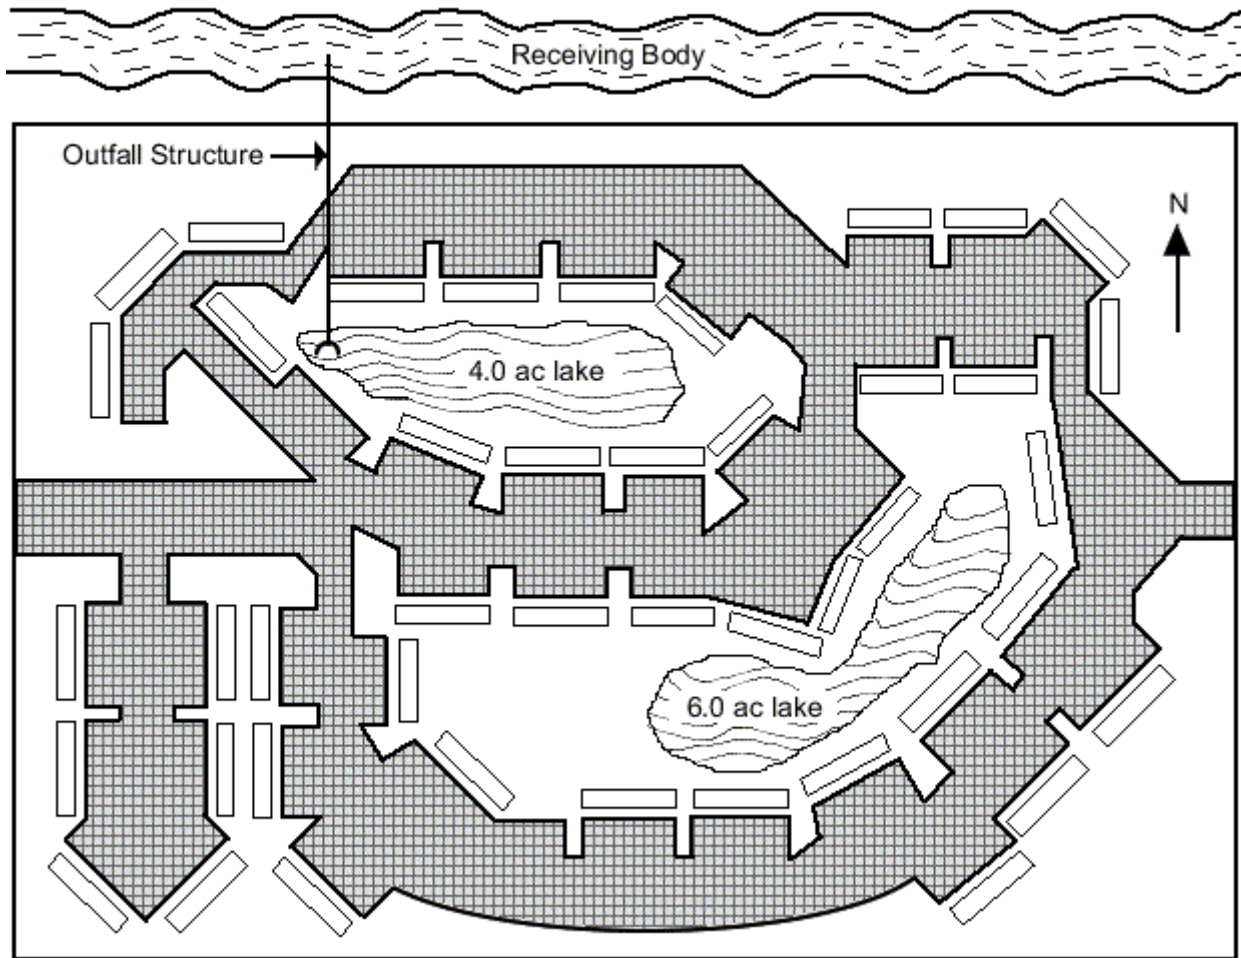 Receiving Body
Outfall Structure
N
4.0 ac lake
6.0 ac lake